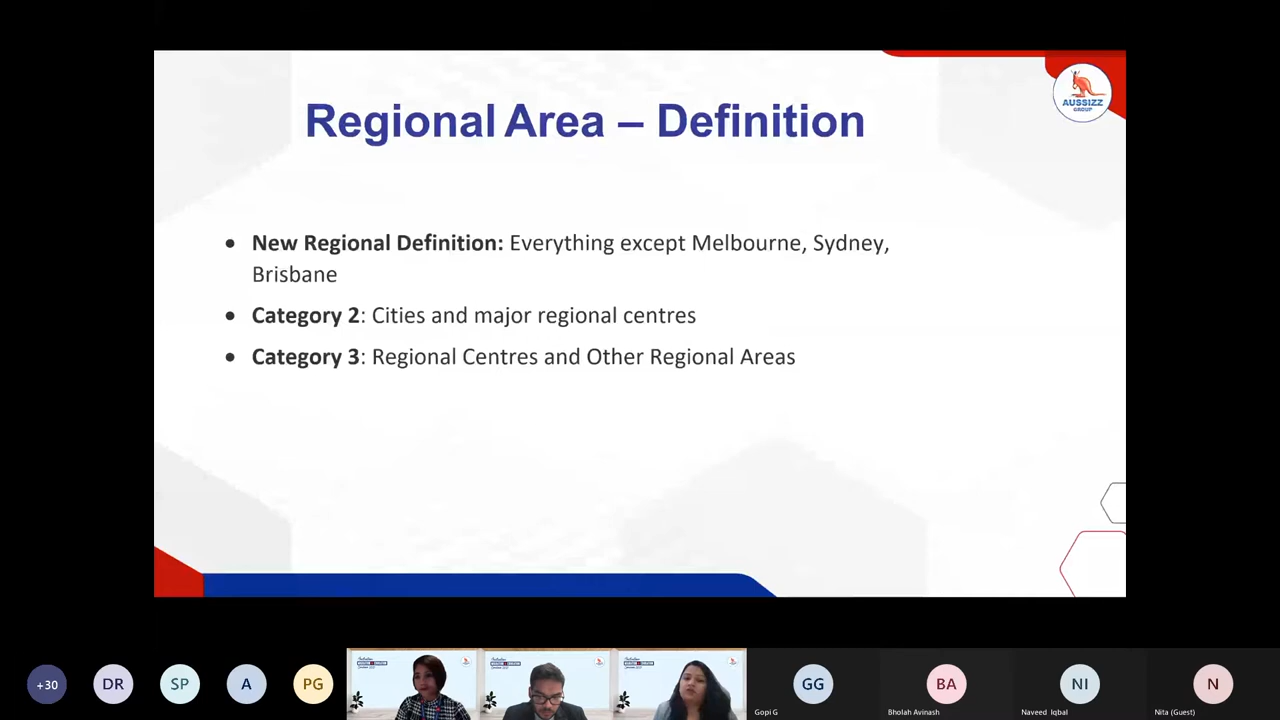 Regional Area – Definition
AUSSIZZ
GROUP
• New Regional Definition: Everything except Melbourne, Sydney,
Brisbane
• Category 2: Cities and major regional centres
• Category 3: Regional Centres and Other Regional Areas
+30
DR
SP
A
PG
GG
BA
NI
N
Gopi G
Bholah Avinash
Naveed Iqbal
Nita (Guest)